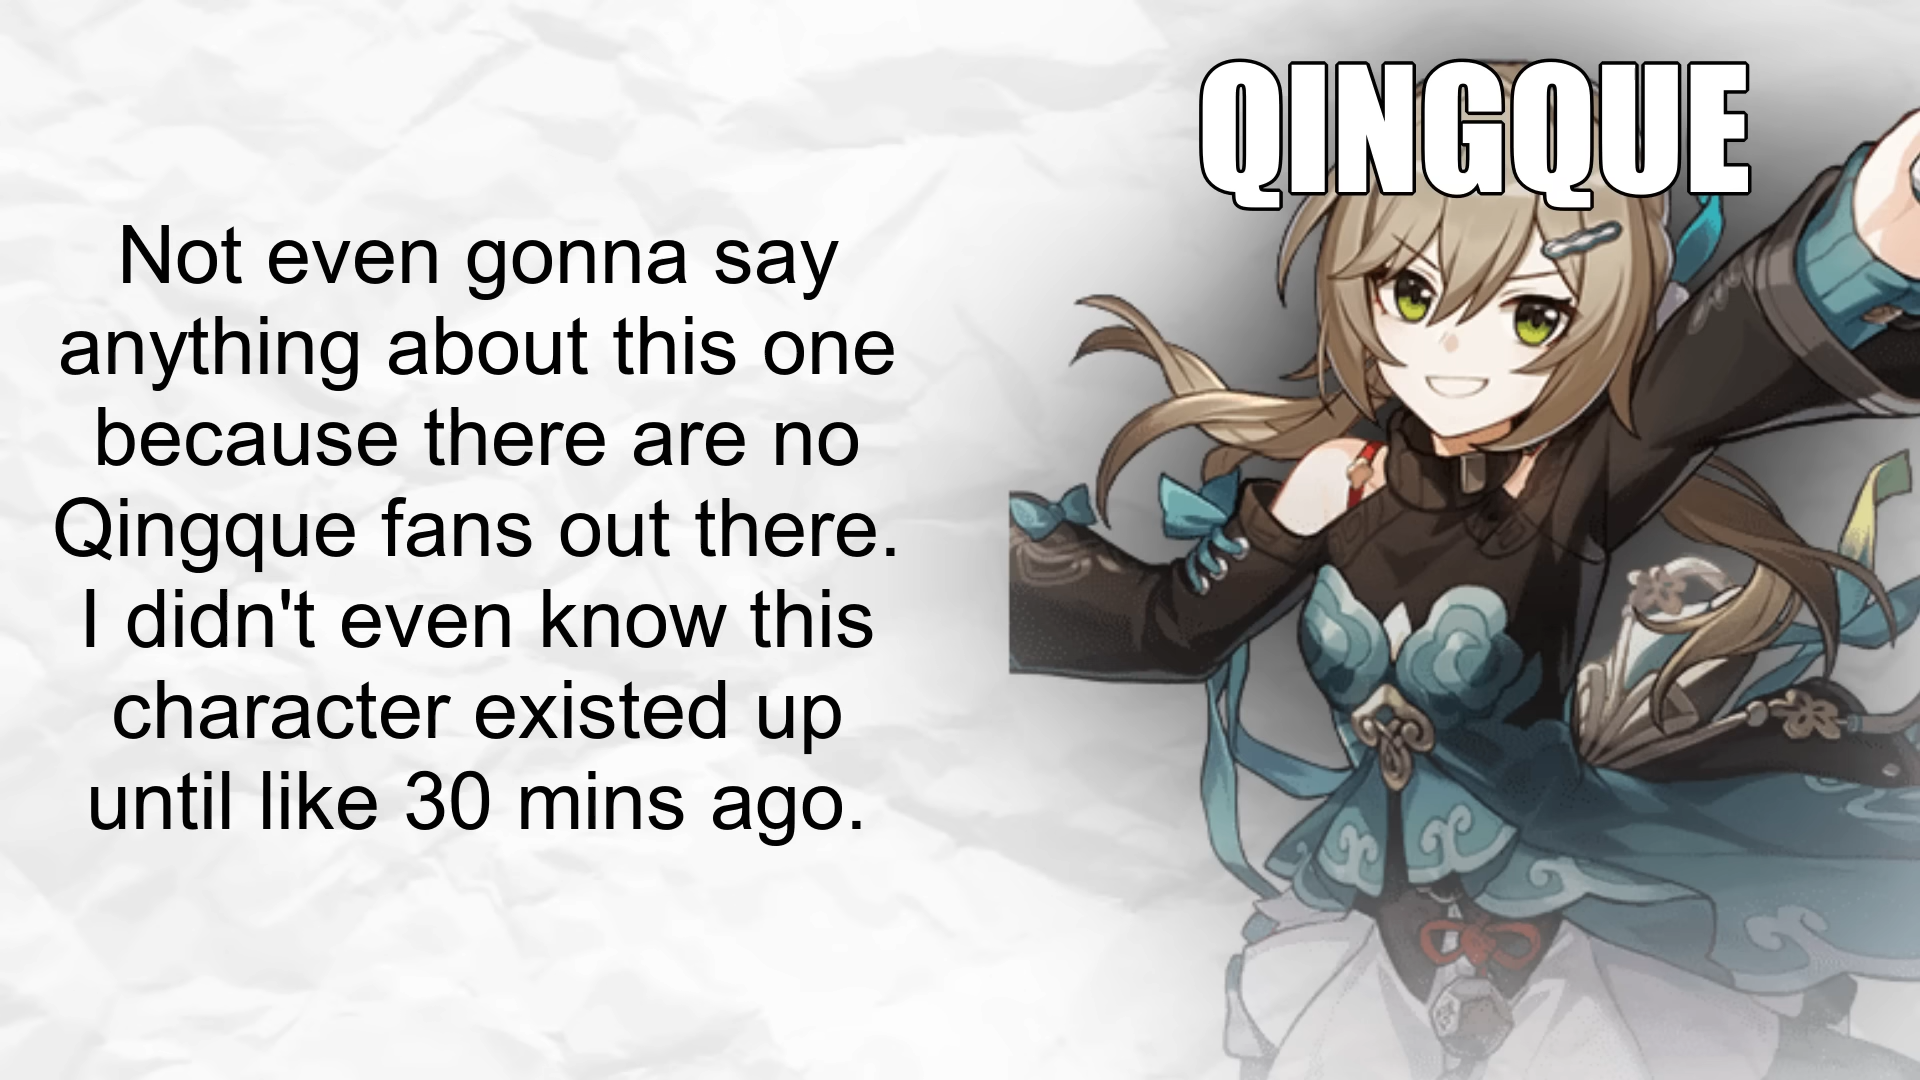 QINGQUE
Not even gonna say
anything about this one
because there are no
Qingque fans out there.
I didn't even know this
character existed up
until like 30 mins ago.